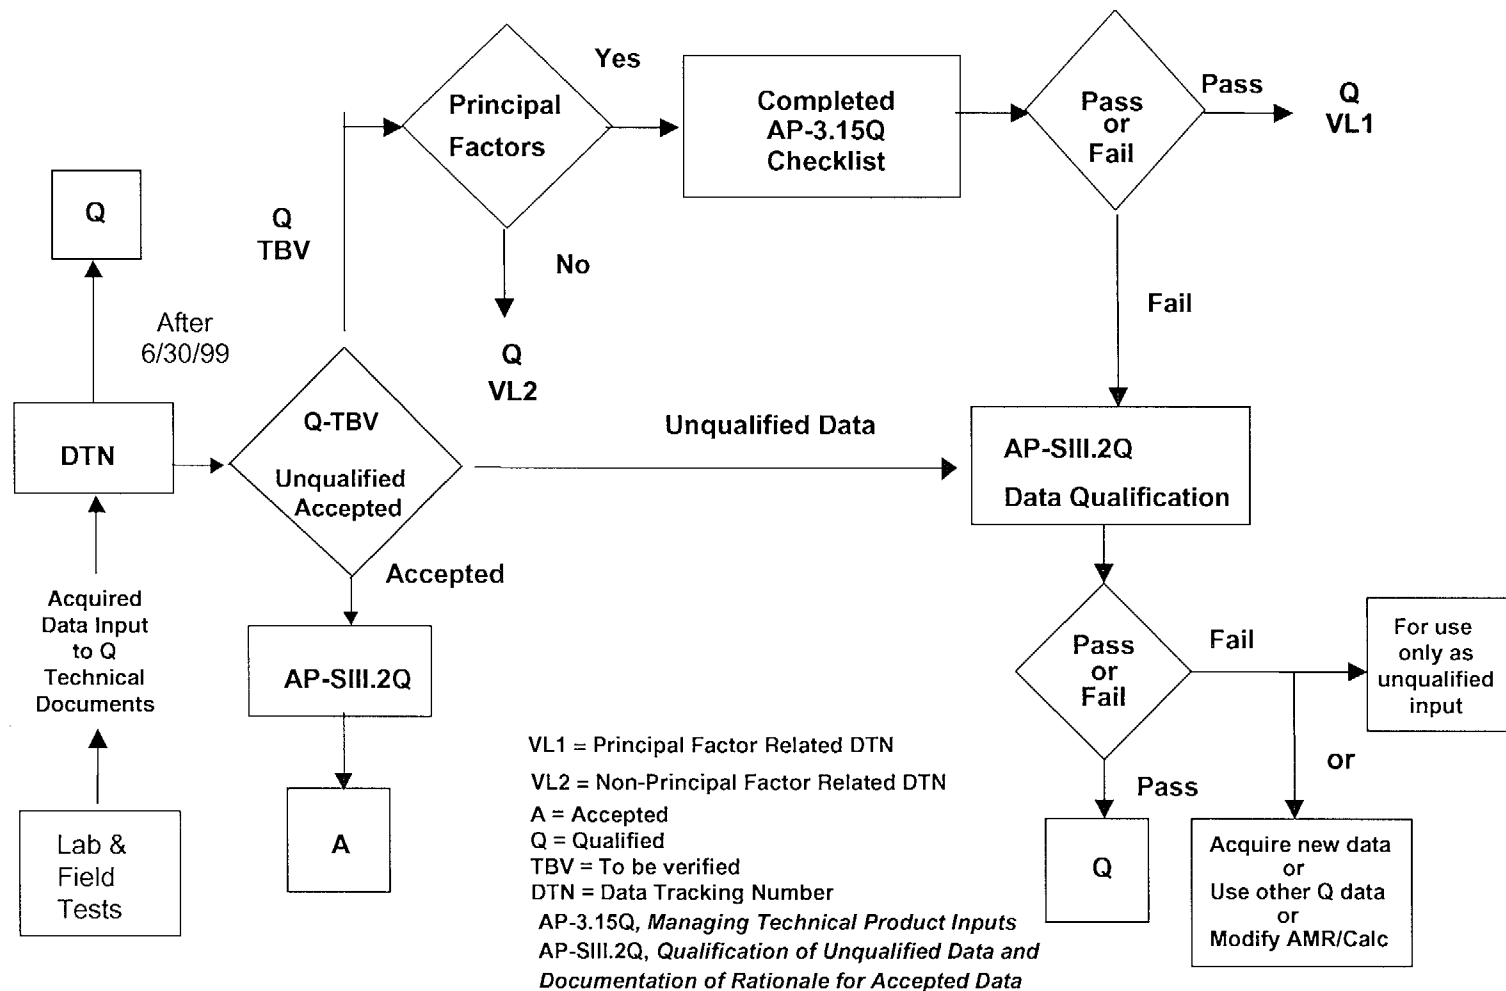 Yes
Principal
Factors
Completed
AP-3.15Q
Checklist
Pass
or
Fail
Pass
Q
VL1
Q
Q
TBV
No
Fail
After
6/30/99
Q
VL2
DTN
Q-TBV
Unqualified
Accepted
Unqualified Data
AP-SIII.2Q
Data Qualification
Accepted
Acquired
Data Input
to Q
Technical
Documents
AP-SIII.2Q
Pass
or
Fail
Fail
For use
only as
unqualified
input
or
Pass
Lab &
Field
Tests
A
VL1 = Principal Factor Related DTN
VL2 = Non-Principal Factor Related DTN
A = Accepted
Q = Qualified
TBV = To be verified
DTN = Data Tracking Number
AP-3.15Q, Managing Technical Product Inputs
AP-SIII.2Q, Qualification of Unqualified Data and
Documentation of Rationale for Accepted Data
Q
Acquire new data
or
Use other Q data
or
Modify AMR/Calc